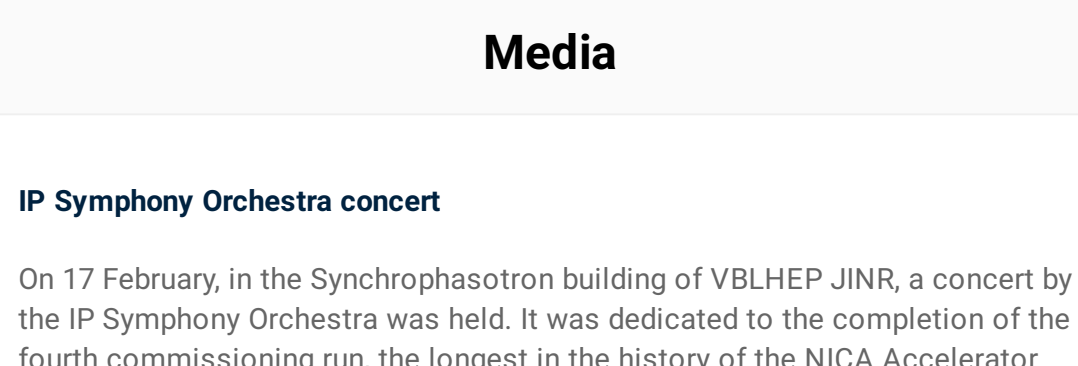 Media
IP Symphony Orchestra concert
On 17 February, in the Synchrophasotron building of VBLHEP JINR, a concert by
the IP Symphony Orchestra was held. It was dedicated to the completion of the
fourth commissioning run, the longest in the history of the NICA Accelerator